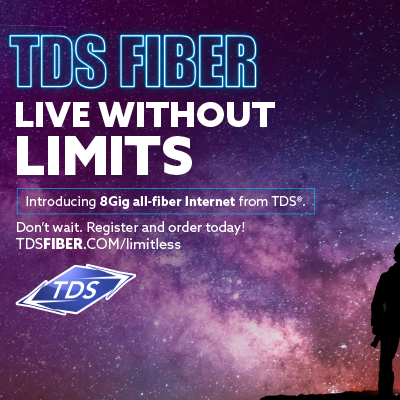 TDS FIBER
LIVE WITHOUT
LIMITS
Introducing 8Gig all-fiber Internet from TDS®.
Don't wait. Register and order today!
TDSFIBER.COM/limitless
TDS